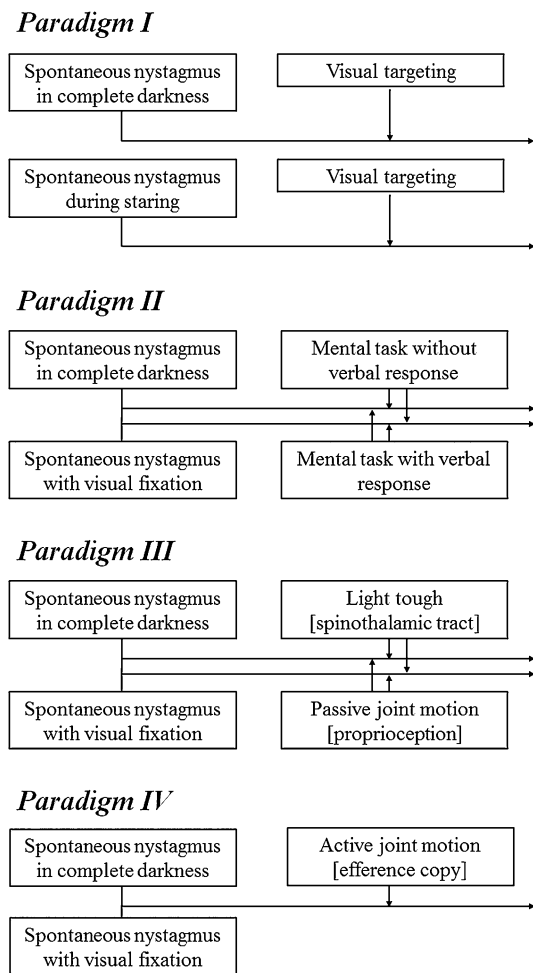 Paradigm I
Spontaneous nystagmus
in complete darkness
Visual targeting
Spontaneous nystagmus
during staring
Visual targeting
Paradigm II
Spontaneous nystagmus
in complete darkness
Mental task without
verbal response
Spontaneous nystagmus
with visual fixation
Mental task with verbal
response
Paradigm III
Spontaneous nystagmus
in complete darkness
Light tough
[spinothalamic tract]
Spontaneous nystagmus
with visual fixation
Passive joint motion
[proprioception]
Paradigm IV
Spontaneous nystagmus
in complete darkness
Active joint motion
[efference copy]
Spontaneous nystagmus
with visual fixation